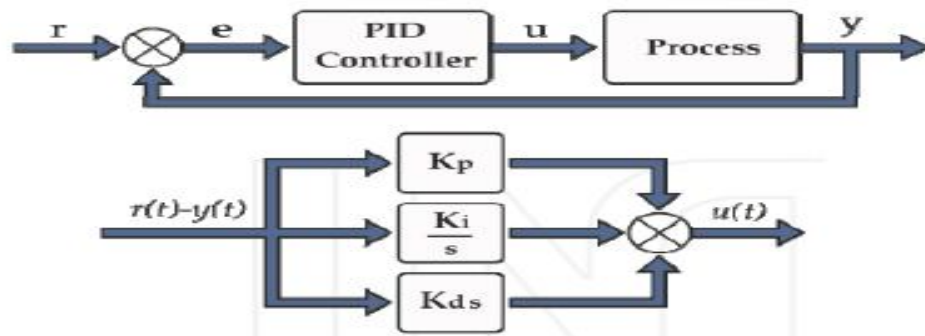 r e PID Controller u Process y
Kp
r(t)-y(t) Ki/s u(t)
Kds